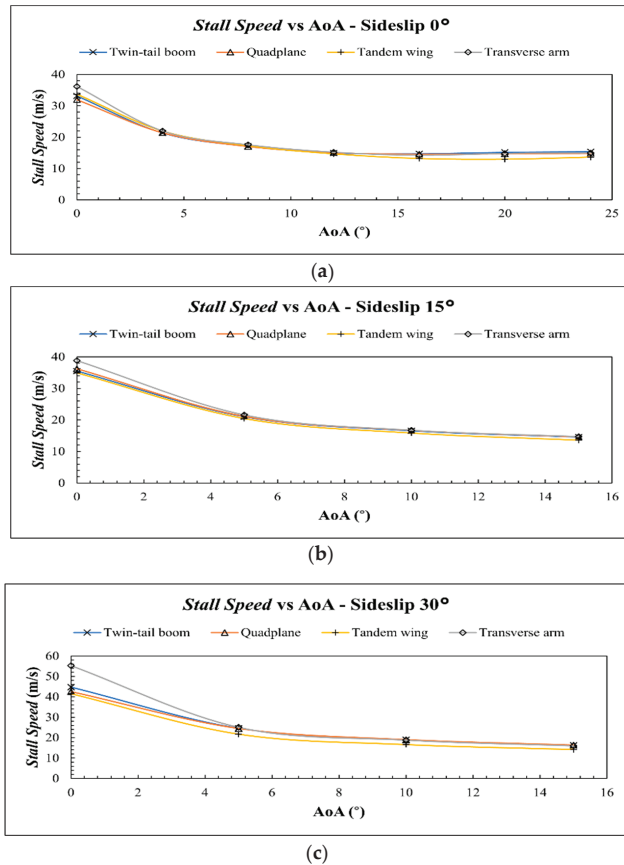 Stall Speed vs AoA - Sideslip 0°
Twin-tail boom Quadplane Tandem wing Transverse arm
40
30
20
10
0
Stall Speed (m/s)
0 5 10 15 20 25
AoA (°)
(a)
Stall Speed vs AoA - Sideslip 15°
Twin-tail boom Quadplane Tandem wing Transverse arm
40
30
20
10
0
Stall Speed (m/s)
0 2 4 6 8 10 12 14 16
AoA (°)
(b)
Stall Speed vs AoA - Sideslip 30°
Twin-tail boom Quadplane Tandem wing Transverse arm
60
50
40
30
20
10
0
Stall Speed (m/s)
0 2 4 6 8 10 12 14 16
AoA (°)
(c)